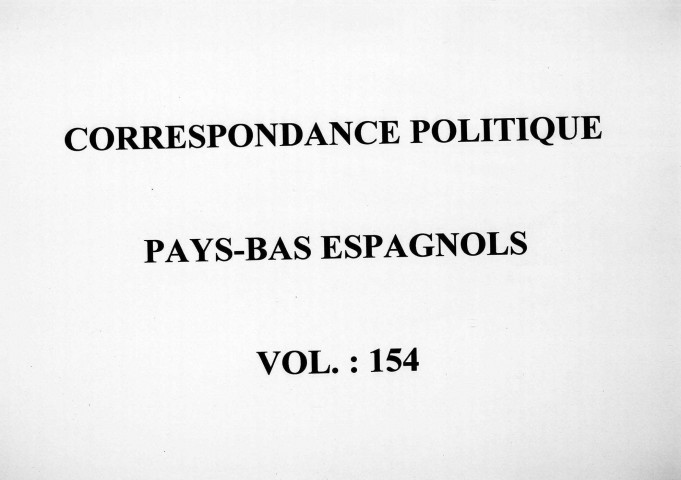 CORRESPONDANCE POLITIQUE
PAYS-BAS ESPAGNOLS
VOL. : 154